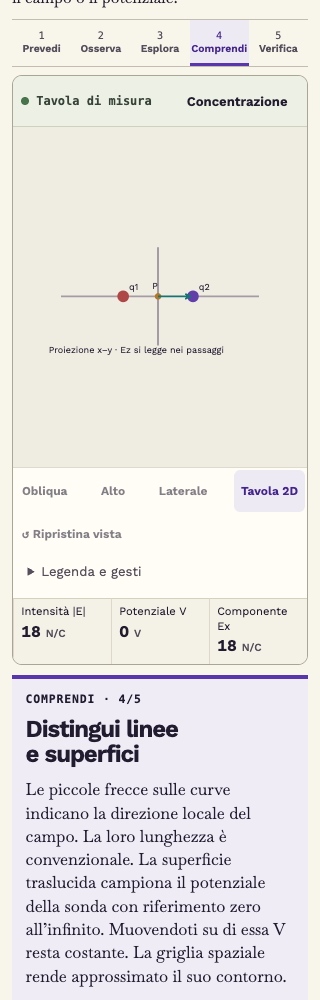 il campo o il potenziale.
1 2 3 4 5
Prevedi Osserva Esplora Comprendi Verifica
Tavola di misura Concentrazione
q1 P q2
Proiezione x–y · Ez si legge nei passaggi
Obliqua Alto Laterale Tavola 2D
↺ Ripristina vista
▶ Legenda e gesti
Intensità |E| Potenziale V Componente Ex
18 N/C 0 V 18 N/C
COMPRENDI · 4/5
Distingui linee
e superfici
Le piccole frecce sulle curve
indicano la direzione locale del
campo. La loro lunghezza è
convenzionale. La superficie
traslucida campiona il potenziale
della sonda con riferimento zero
all’infinito. Muovendoti su di essa V
resta costante. La griglia spaziale
rende approssimato il suo contorno.